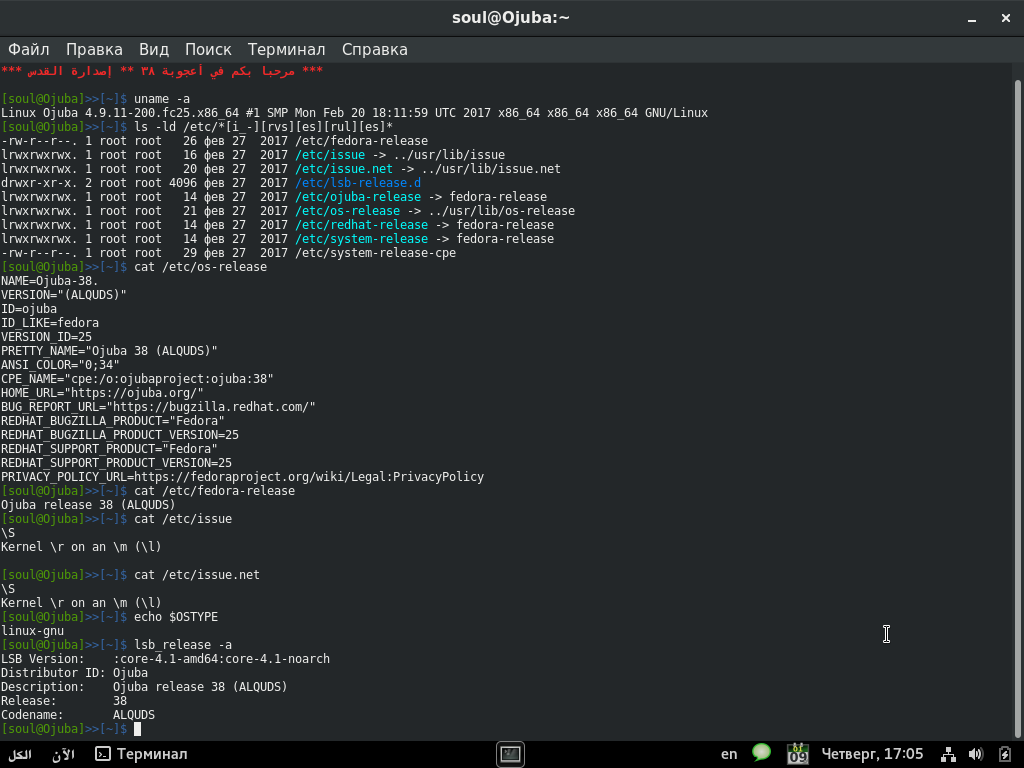 soul@Ojuba:~
Файл Правка Вид Поиск Терминал Справка
*** مرحبا بكم في أعجوبة ٣٨ ** إصدارة القدس ***
[soul@Ojuba]>>[~]$ uname -a
Linux Ojuba 4.9.11-200.fc25.x86_64 #1 SMP Mon Feb 20 18:11:59 UTC 2017 x86_64 x86_64 x86_64 GNU/Linux
[soul@Ojuba]>>[~]$ ls -ld /etc/*[i_-][rvs][es][rul][es]*
-rw-r--r--. 1 root root   26 фев 27  2017 /etc/fedora-release
lrwxrwxrwx. 1 root root   16 фев 27  2017 /etc/issue -> ../usr/lib/issue
lrwxrwxrwx. 1 root root   20 фев 27  2017 /etc/issue.net -> ../usr/lib/issue.net
drwxr-xr-x. 2 root root 4096 фев 27  2017 /etc/lsb-release.d
lrwxrwxrwx. 1 root root   14 фев 27  2017 /etc/ojuba-release -> fedora-release
lrwxrwxrwx. 1 root root   21 фев 27  2017 /etc/os-release -> ../usr/lib/os-release
lrwxrwxrwx. 1 root root   14 фев 27  2017 /etc/redhat-release -> fedora-release
lrwxrwxrwx. 1 root root   14 фев 27  2017 /etc/system-release -> fedora-release
-rw-r--r--. 1 root root   29 фев 27  2017 /etc/system-release-cpe
[soul@Ojuba]>>[~]$ cat /etc/os-release
NAME=Ojuba-38.
VERSION="(ALQUDS)"
ID=ojuba
ID_LIKE=fedora
VERSION_ID=25
PRETTY_NAME="Ojuba 38 (ALQUDS)"
ANSI_COLOR="0;34"
CPE_NAME="cpe:/o:ojubaproject:ojuba:38"
HOME_URL="https://ojuba.org/"
BUG_REPORT_URL="https://bugzilla.redhat.com/"
REDHAT_BUGZILLA_PRODUCT="Fedora"
REDHAT_BUGZILLA_PRODUCT_VERSION=25
REDHAT_SUPPORT_PRODUCT="Fedora"
REDHAT_SUPPORT_PRODUCT_VERSION=25
PRIVACY_POLICY_URL=https://fedoraproject.org/wiki/Legal:PrivacyPolicy
[soul@Ojuba]>>[~]$ cat /etc/fedora-release
Ojuba release 38 (ALQUDS)
[soul@Ojuba]>>[~]$ cat /etc/issue
\S
Kernel \r on an \m (\l)
[soul@Ojuba]>>[~]$ cat /etc/issue.net
\S
Kernel \r on an \m (\l)
[soul@Ojuba]>>[~]$ echo $OSTYPE
linux-gnu
[soul@Ojuba]>>[~]$ lsb_release -a
LSB Version:    :core-4.1-amd64:core-4.1-noarch
Distributor ID: Ojuba
Description:    Ojuba release 38 (ALQUDS)
Release:        38
Codename:       ALQUDS
[soul@Ojuba]>>[~]$
الكل الآن Терминал en 09 Четверг, 17:05